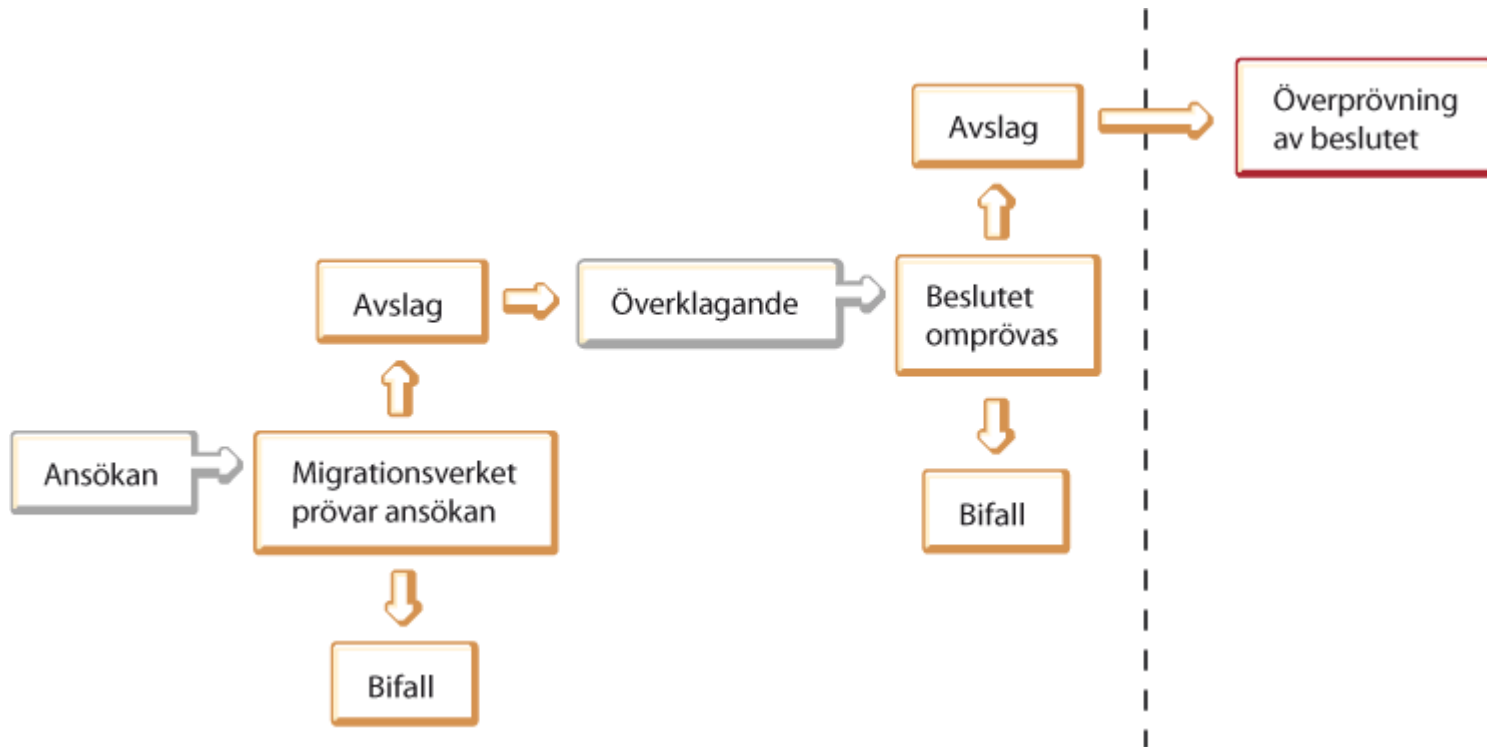 Ansökan
Migrationsverket
prövar ansökan
Bifall
Avslag
Överklagande
Beslutet
omprövas
Bifall
Avslag
Överprövning
av beslutet